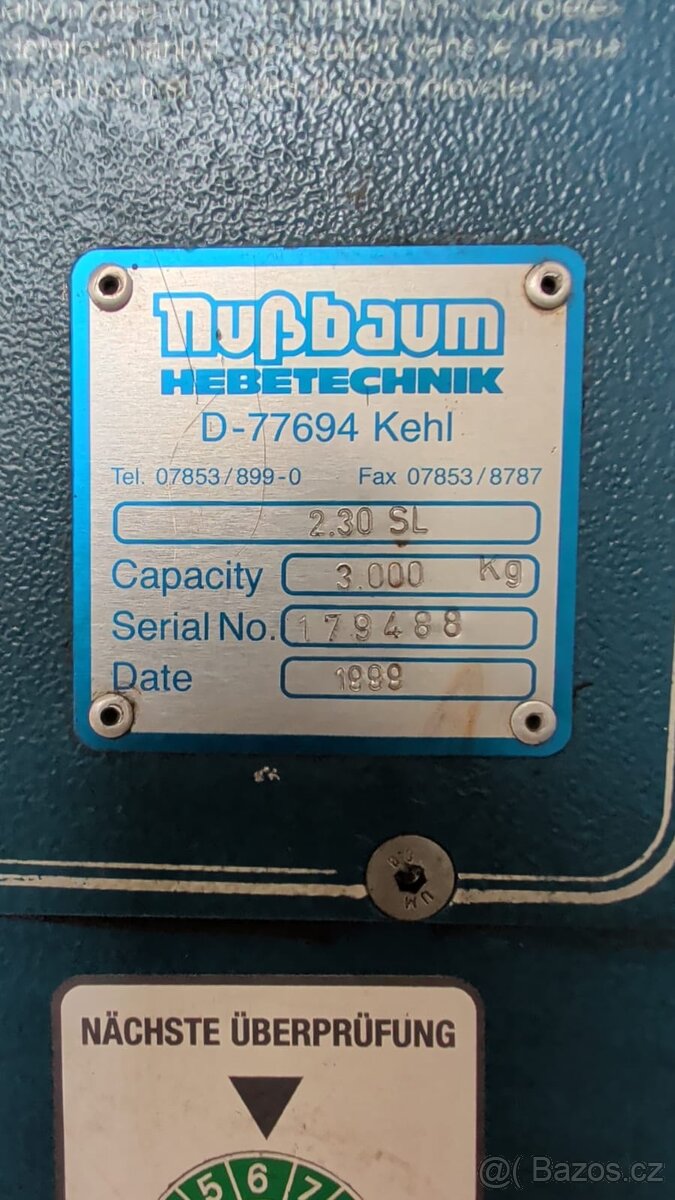 Nußbaum
HEBETECHNIK
D-77694 Kehl
Tel. 07853/899-0 Fax 07853/8787
2.30 SL
Capacity 3.000 Kg
Serial No. 179488
Date 1999
NÄCHSTE ÜBERPRÜFUNG
5 6 7
@( Bazos.cz